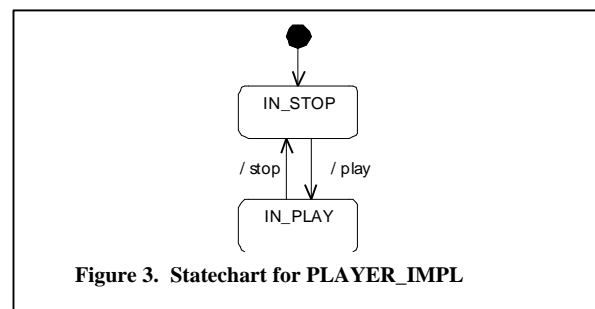 IN_STOP
/ stop / play
IN_PLAY
Figure 3. Statechart for PLAYER_IMPL